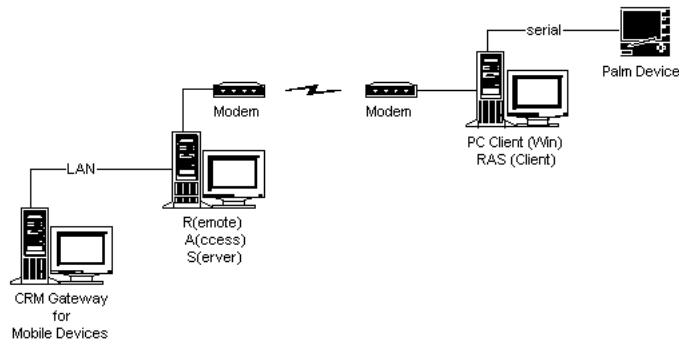 serial
Palm Device
Modem
Modem
PC Client (Win)
RAS (Client)
LAN
R(emote)
A(ccess)
S(erver)
CRM Gateway
for
Mobile Devices